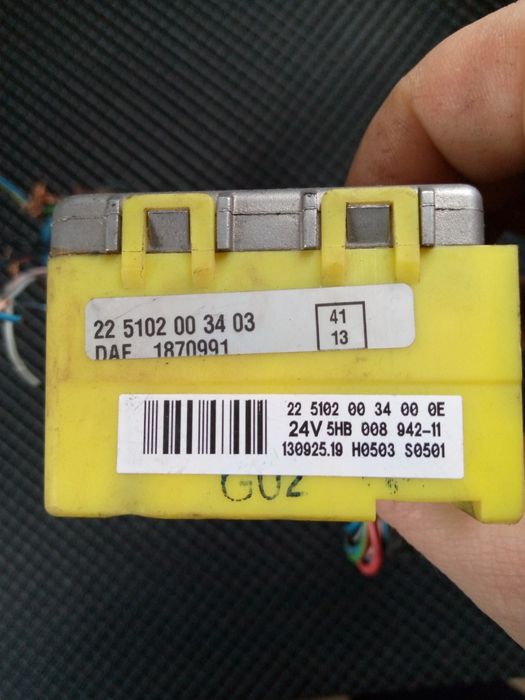 22 5102 00 34 03
DAF 1870991
41
13
22 5102 00 34 00 0E
24V 5HB 008 942-11
130925.19 H0503 S0501
G02